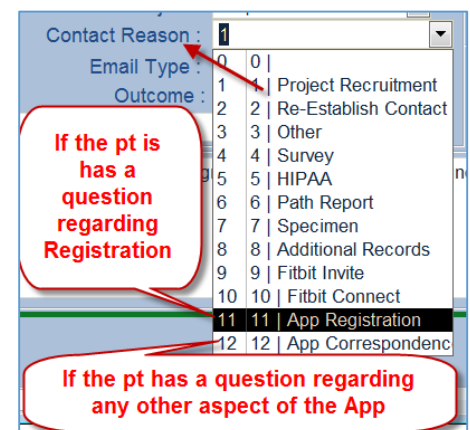 Contact Reason : 1
Email Type :
Outcome :
0 0 |
1 1 | Project Recruitment
2 2 | Re-Establish Contact
3 3 | Other
4 4 | Survey
5 5 | HIPAA
6 6 | Path Report
7 7 | Specimen
8 8 | Additional Records
9 9 | Fitbit Invite
10 10 | Fitbit Connect
11 11 | App Registration
12 12 | App Correspondenc
If the pt is
has a
question
regarding
Registration
If the pt has a question regarding
any other aspect of the App